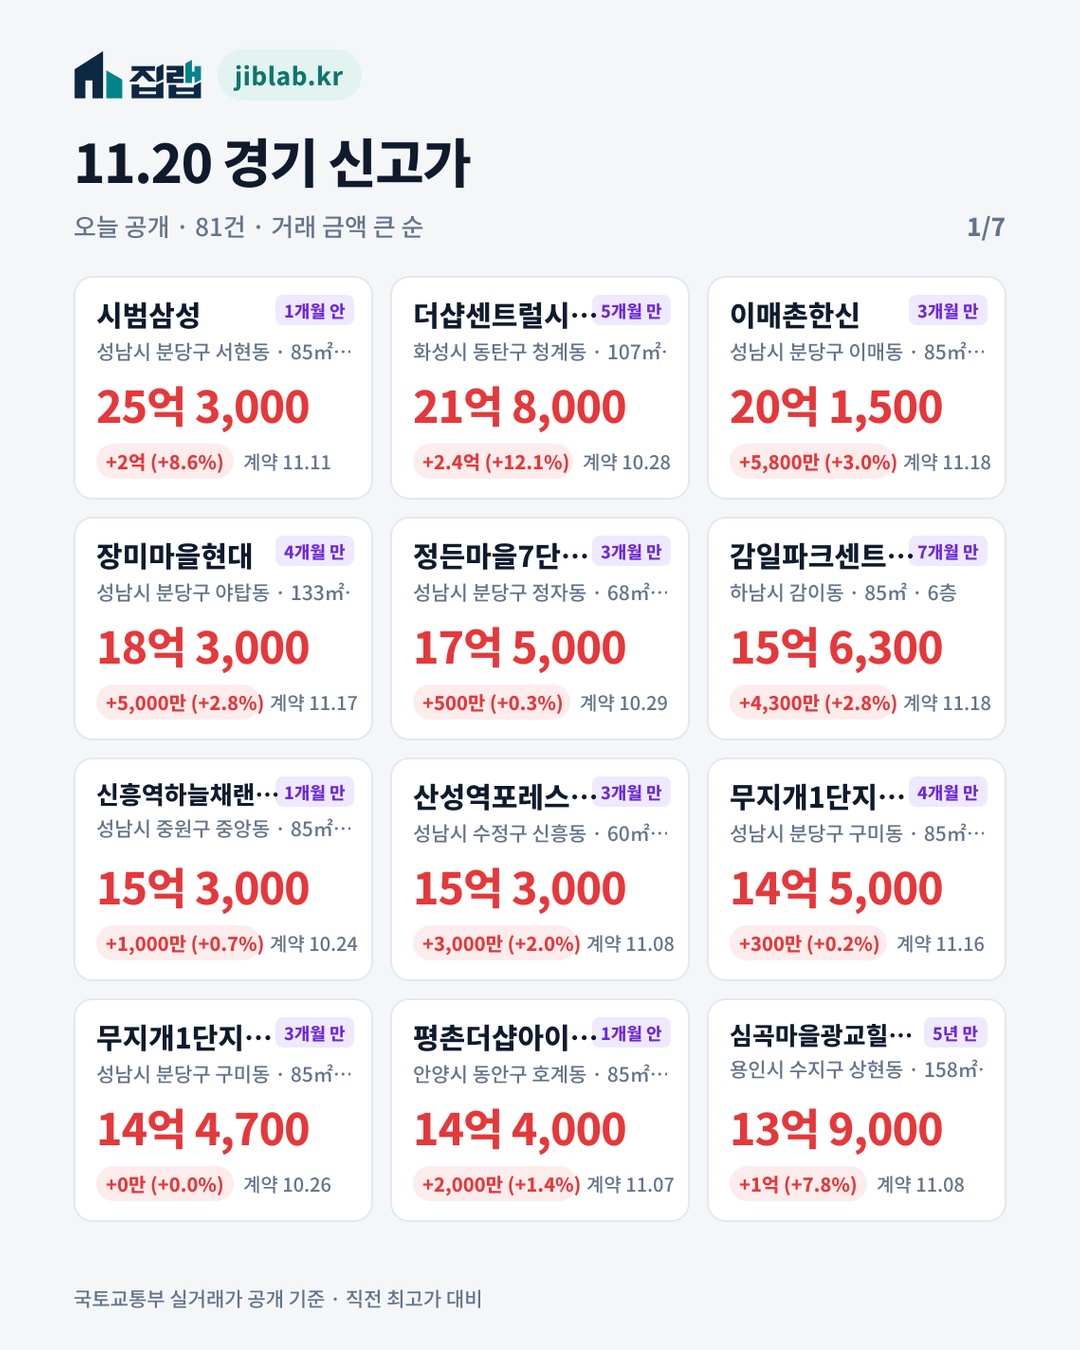 집랩 jiblab.kr
11.20 경기 신고가
오늘 공개 · 81건 · 거래 금액 큰 순 1/7
시범삼성 1개월 안
성남시 분당구 서현동 · 85㎡…
25억 3,000
+2억 (+8.6%) 계약 11.11
더샵센트럴시… 5개월 만
화성시 동탄구 청계동 · 107㎡·
21억 8,000
+2.4억 (+12.1%) 계약 10.28
이매촌한신 3개월 만
성남시 분당구 이매동 · 85㎡…
20억 1,500
+5,800만 (+3.0%) 계약 11.18
장미마을현대 4개월 만
성남시 분당구 야탑동 · 133㎡·
18억 3,000
+5,000만 (+2.8%) 계약 11.17
정든마을7단… 3개월 만
성남시 분당구 정자동 · 68㎡…
17억 5,000
+500만 (+0.3%) 계약 10.29
감일파크센트… 7개월 만
하남시 감이동 · 85㎡ · 6층
15억 6,300
+4,300만 (+2.8%) 계약 11.18
신흥역하늘채랜… 1개월 만
성남시 중원구 중앙동 · 85㎡…
15억 3,000
+1,000만 (+0.7%) 계약 10.24
산성역포레스… 3개월 만
성남시 수정구 신흥동 · 60㎡…
15억 3,000
+3,000만 (+2.0%) 계약 11.08
무지개1단지… 4개월 만
성남시 분당구 구미동 · 85㎡…
14억 5,000
+300만 (+0.2%) 계약 11.16
무지개1단지… 3개월 만
성남시 분당구 구미동 · 85㎡…
14억 4,700
+0만 (+0.0%) 계약 10.26
평촌더샵아이… 1개월 안
안양시 동안구 호계동 · 85㎡…
14억 4,000
+2,000만 (+1.4%) 계약 11.07
심곡마을광교힐… 5년 만
용인시 수지구 상현동 · 158㎡·
13억 9,000
+1억 (+7.8%) 계약 11.08
국토교통부 실거래가 공개 기준 · 직전 최고가 대비